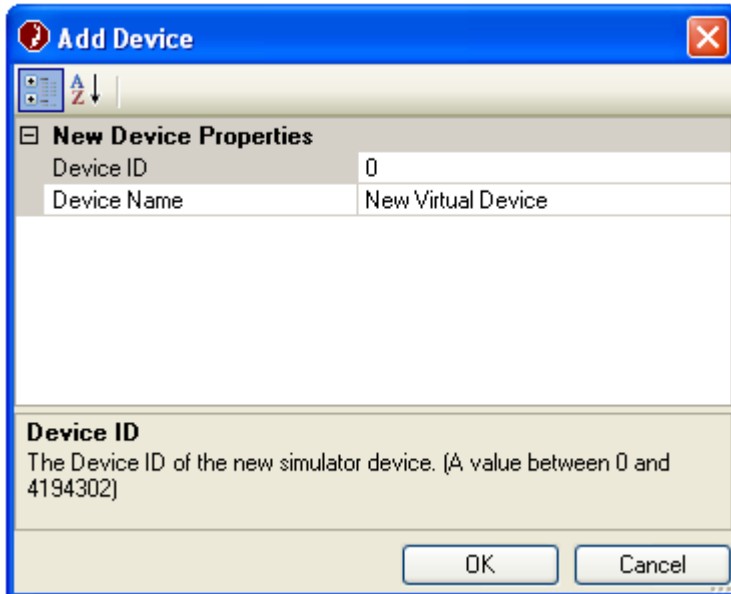 Add Device
New Device Properties
Device ID 0
Device Name New Virtual Device
Device ID
The Device ID of the new simulator device. (A value between 0 and
4194302)
OK Cancel